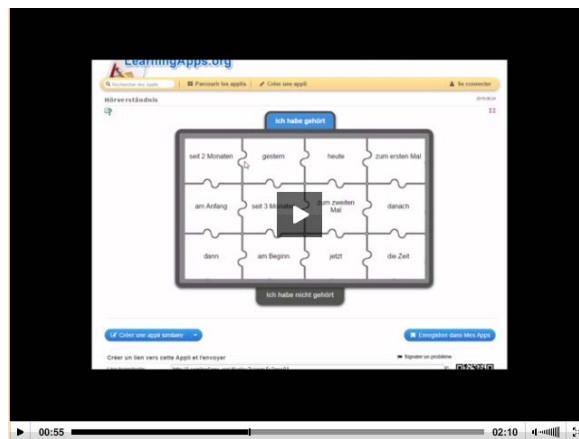 LearningApps.org
Rechercher des Applis Parcourir les applis Créer une appli Se connecter
Hörverständnis
Ich habe gehört
seit 2 Monaten gestern heute zum ersten Mal
am Anfang seit 3 Monaten zum zweiten Mal danach
dann am Beginn jetzt die Zeit
Ich habe nicht gehört
Créer une appli similaire Enregistrer dans Mes Apps
Créer un lien vers cette Appli et l'envoyer Signaler un problème
00:55 02:10